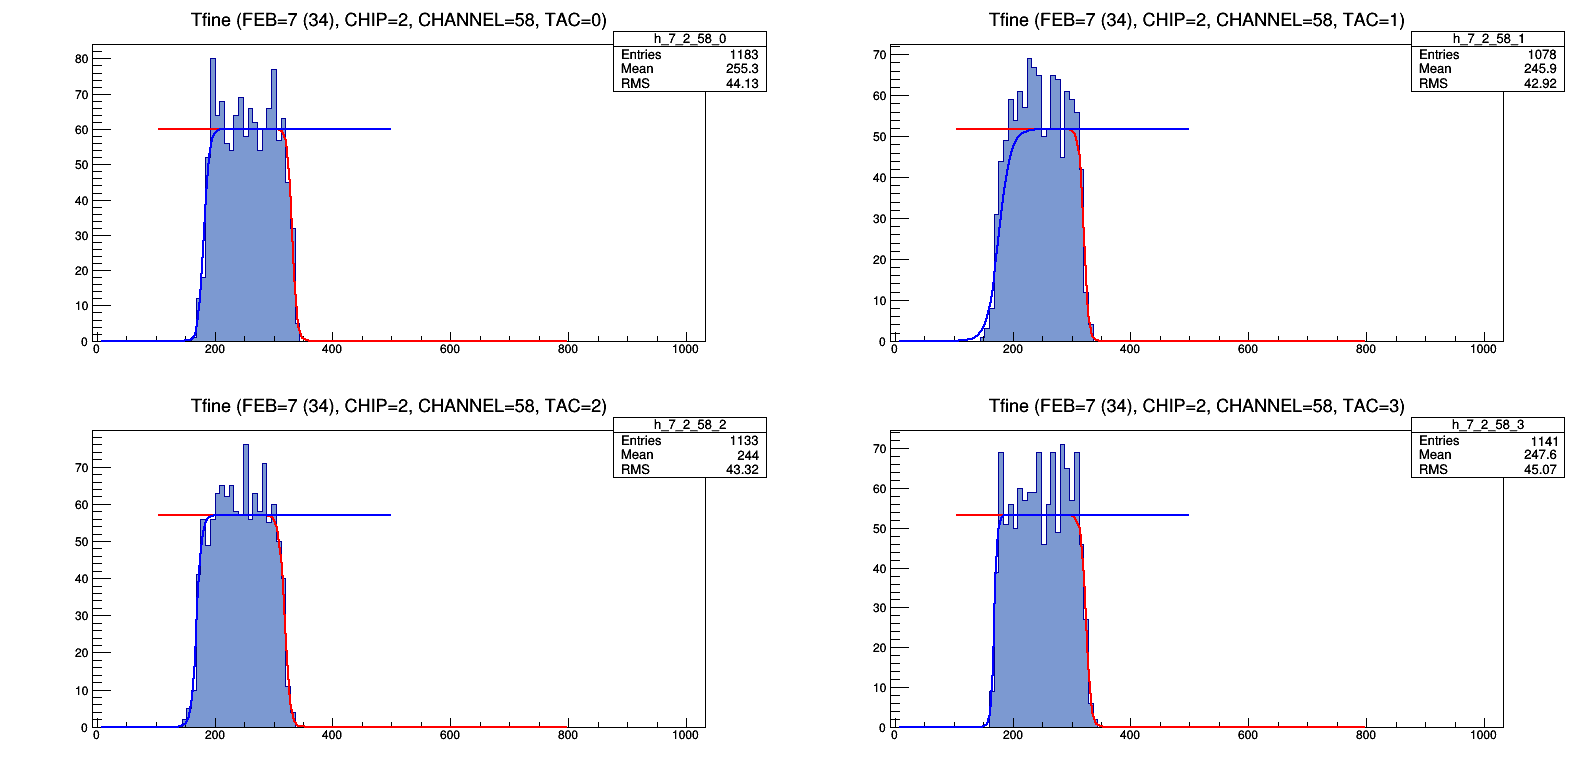 Tfine (FEB=7 (34), CHIP=2, CHANNEL=58, TAC=0)
h_7_2_58_0
Entries 1183
Mean 255.3
RMS 44.13
80
70
60
50
40
30
20
10
0
0 200 400 600 800 1000
Tfine (FEB=7 (34), CHIP=2, CHANNEL=58, TAC=1)
h_7_2_58_1
Entries 1078
Mean 245.9
RMS 42.92
70
60
50
40
30
20
10
0
0 200 400 600 800 1000
Tfine (FEB=7 (34), CHIP=2, CHANNEL=58, TAC=2)
h_7_2_58_2
Entries 1133
Mean 244
RMS 43.32
70
60
50
40
30
20
10
0
0 200 400 600 800 1000
Tfine (FEB=7 (34), CHIP=2, CHANNEL=58, TAC=3)
h_7_2_58_3
Entries 1141
Mean 247.6
RMS 45.07
70
60
50
40
30
20
10
0
0 200 400 600 800 1000